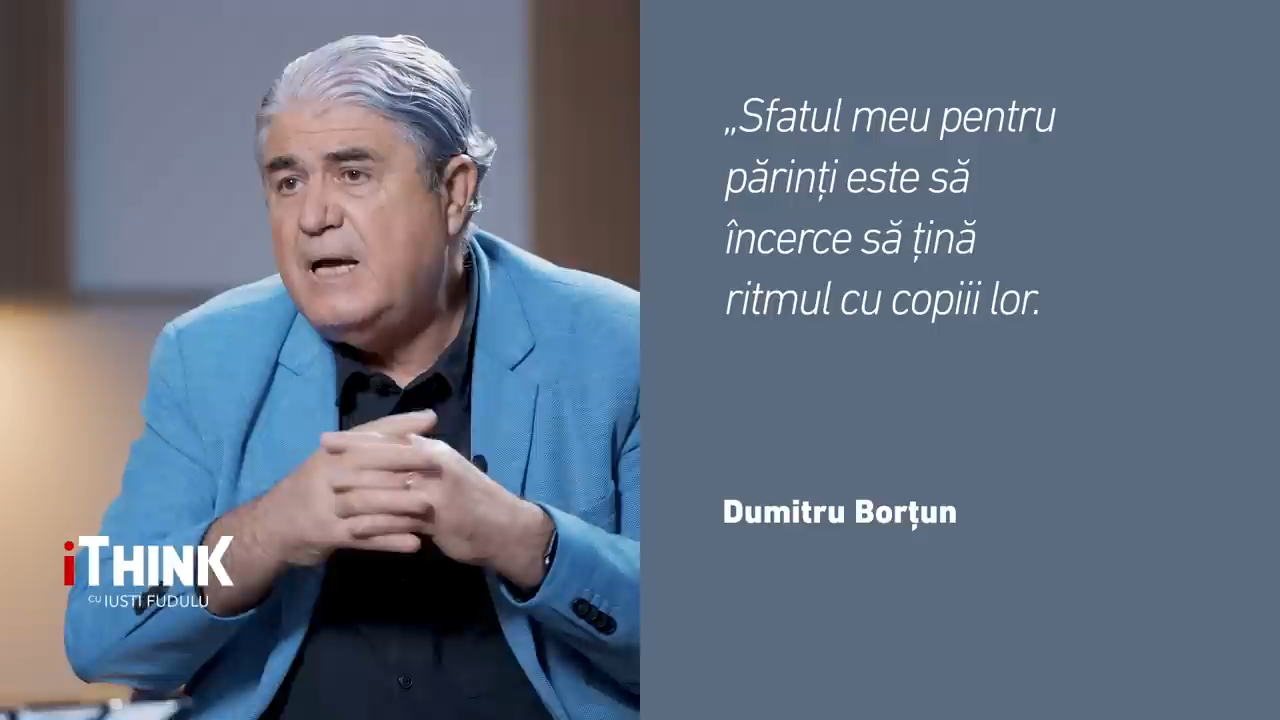 „Sfatul meu pentru
părinți este să
încerce să țină
ritmul cu copiii lor.
Dumitru Borțun
iTHINK
CU IUSTI FUDULU